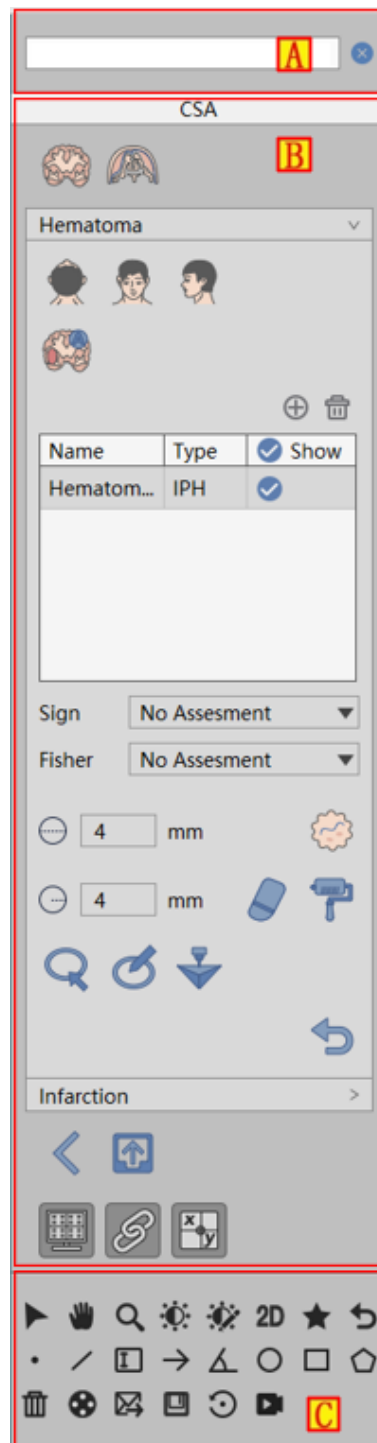 A
CSA
B
Hematoma
Name Type Show
Hematom... IPH
Sign No Assesment
Fisher No Assesment
4 mm
4 mm
Infarction
x
y
2D
I
C